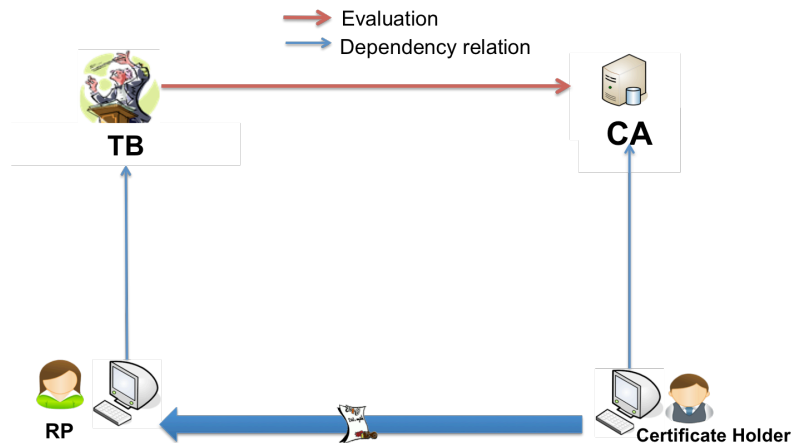 Evaluation
Dependency relation
TB
CA
RP
Certificate Holder